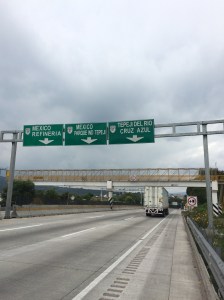 MEXICO
REFINERIA
MEXICO
PARQUE IND TEPEJI
TEPEJI DEL RIO
CRUZ AZUL